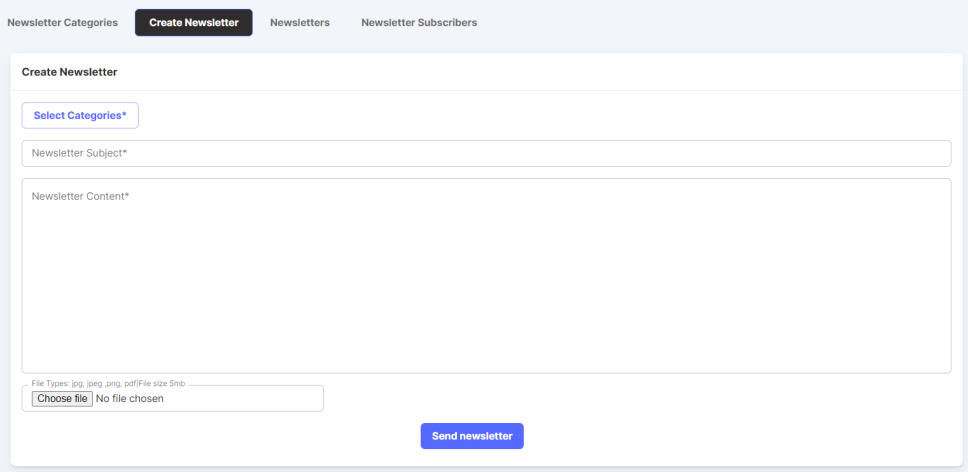 Newsletter Categories Create Newsletter Newsletters Newsletter Subscribers
Create Newsletter
Select Categories*
Newsletter Subject*
Newsletter Content*
File Types: jpg, jpeg ,png, pdf|File size 5mb
Choose file No file chosen
Send newsletter